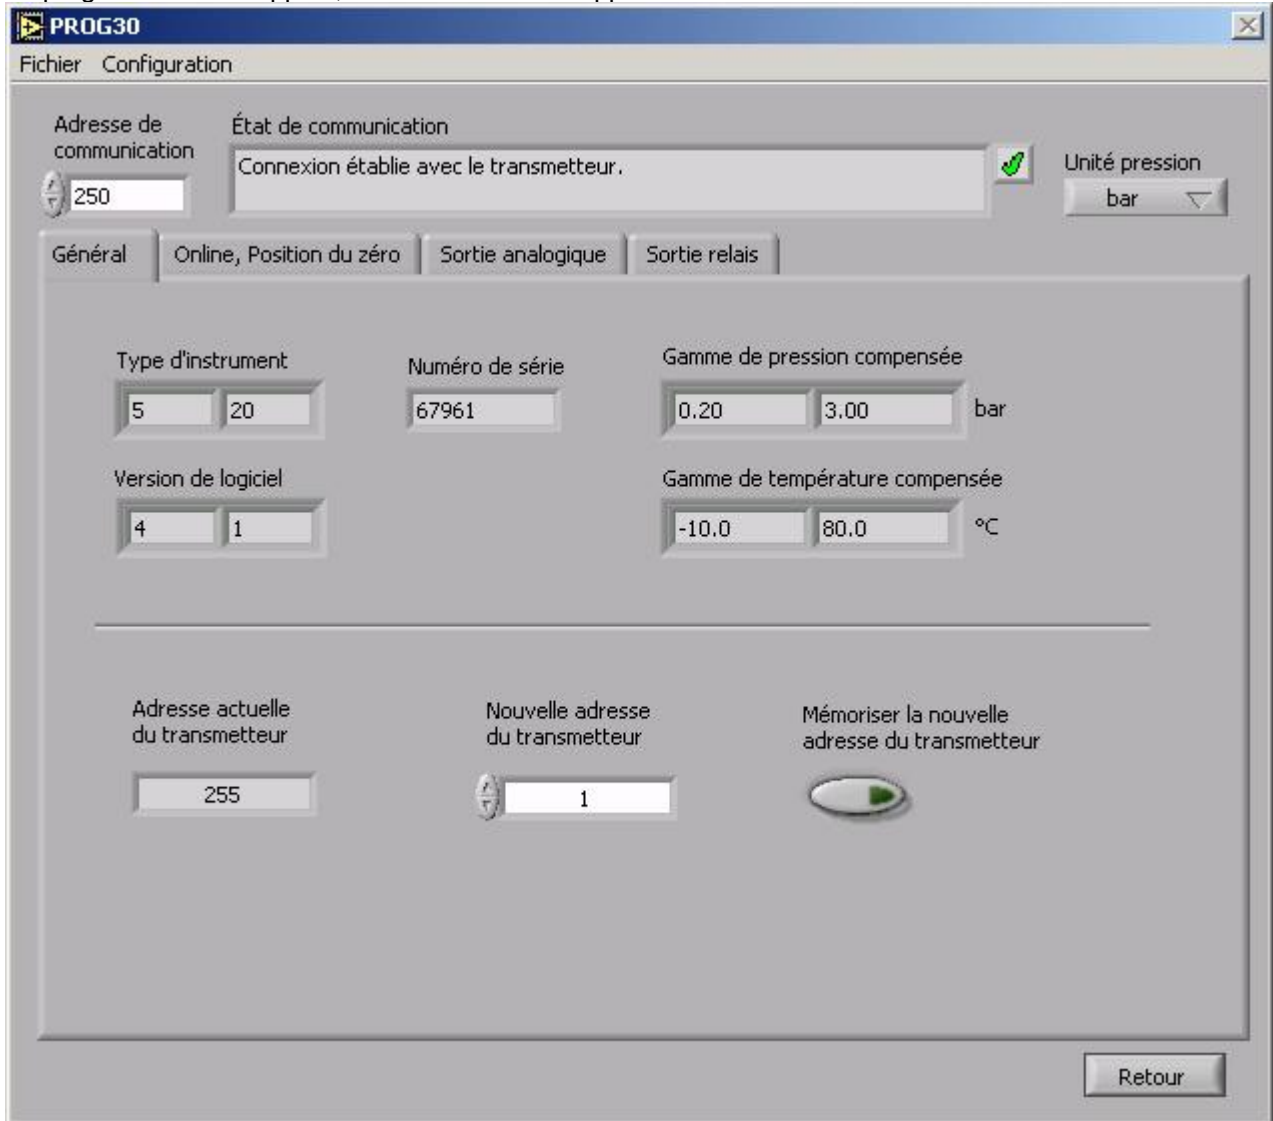 PROG30
Fichier Configuration
Adresse de communication
250
État de communication
Connexion établie avec le transmetteur.
Unité pression
bar
Général
Online, Position du zéro
Sortie analogique
Sortie relais
Type d'instrument
5 20
Numéro de série
67961
Gamme de pression compensée
0.20 3.00 bar
Version de logiciel
4 1
Gamme de température compensée
-10.0 80.0 °C
Adresse actuelle
du transmetteur
255
Nouvelle adresse
du transmetteur
1
Mémoriser la nouvelle
adresse du transmetteur
Retour